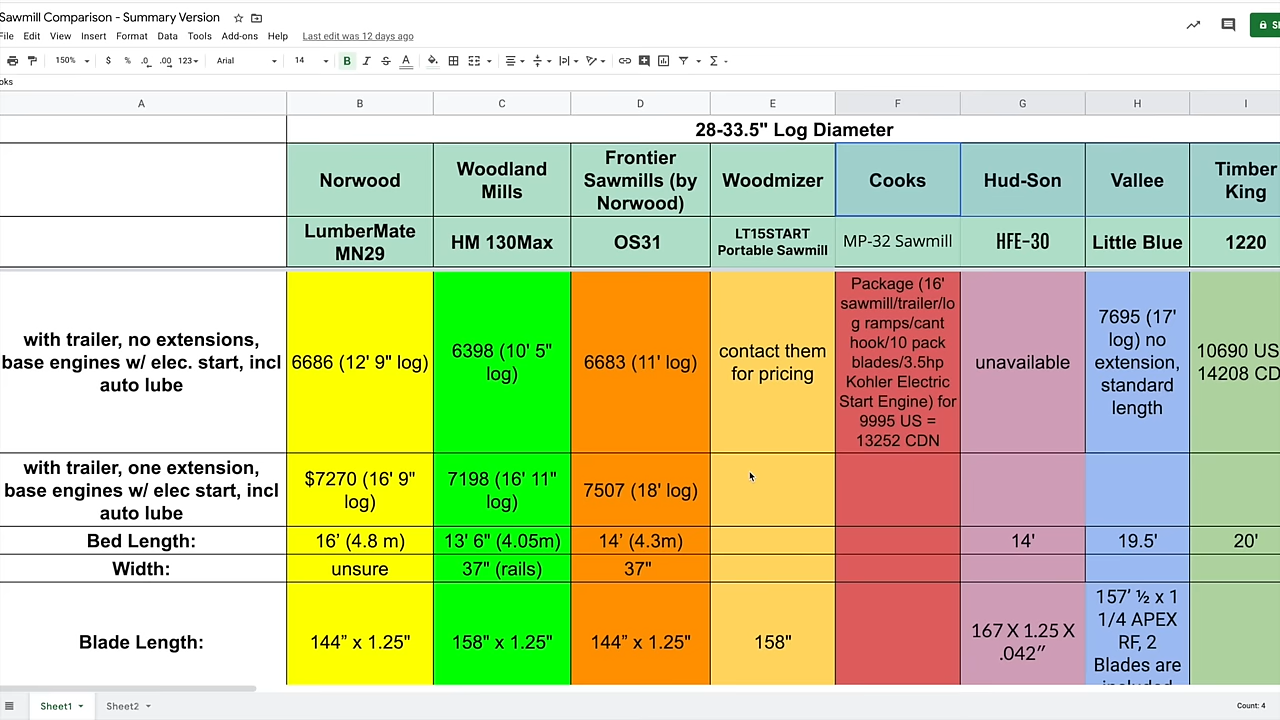 Sawmill Comparison - Summary Version
File Edit View Insert Format Data Tools Add-ons Help Last edit was 12 days ago
150% $ % .0 .00 123 Arial 14 B I S A Σ
A B C D E F G H I
28-33.5" Log Diameter
Norwood
Woodland
Mills
Frontier
Sawmills (by
Norwood)
Woodmizer
Cooks
Hud-Son
Vallee
Timber
King
LumberMate
MN29
HM 130Max
OS31
LT15START
Portable Sawmill
MP-32 Sawmill
HFE-30
Little Blue
1220
with trailer, no extensions,
base engines w/ elec. start, incl
auto lube
6686 (12' 9" log)
6398 (10' 5"
log)
6683 (11' log)
contact them
for pricing
Package (16'
sawmill/trailer/lo
g ramps/cant
hook/10 pack
blades/3.5hp
Kohler Electric
Start Engine) for
9995 US =
13252 CDN
unavailable
7695 (17'
log) no
extension,
standard
length
10690 US
14208 CD
with trailer, one extension,
base engines w/ elec start, incl
auto lube
$7270 (16' 9"
log)
7198 (16' 11"
log)
7507 (18' log)
Bed Length:
16’ (4.8 m)
13' 6" (4.05m)
14’ (4.3m)
14'
19.5'
20'
Width:
unsure
37" (rails)
37"
Blade Length:
144” x 1.25"
158" x 1.25"
144” x 1.25"
158"
167 X 1.25 X
.042″
157′ ½ x 1
1/4 APEX
RF, 2
Blades are
included
Sheet1 Sheet2 Count: 4